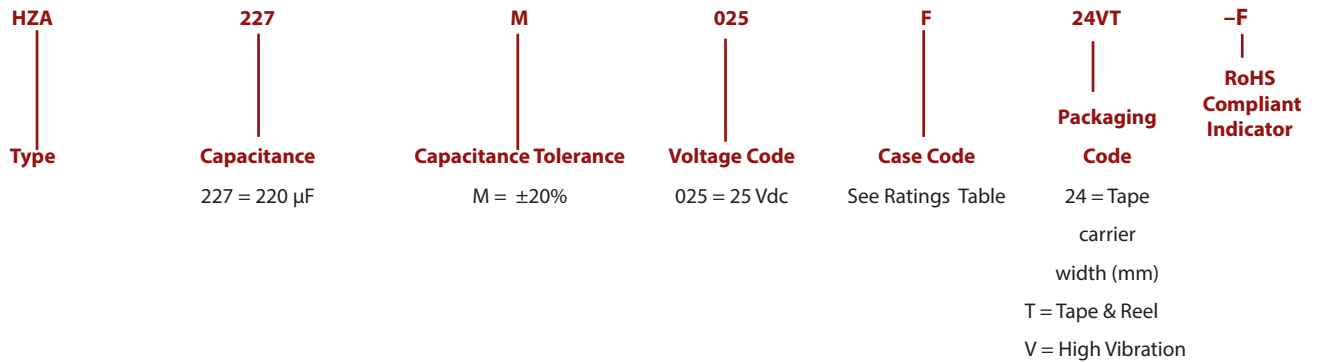 HZA 227 M 025 F 24VT –F
RoHS
Compliant
Indicator
Packaging
Type Capacitance Capacitance Tolerance Voltage Code Case Code Code
227 = 220 µF M = ±20% 025 = 25 Vdc See Ratings Table 24 = Tape
carrier
width (mm)
T = Tape & Reel
V = High Vibration